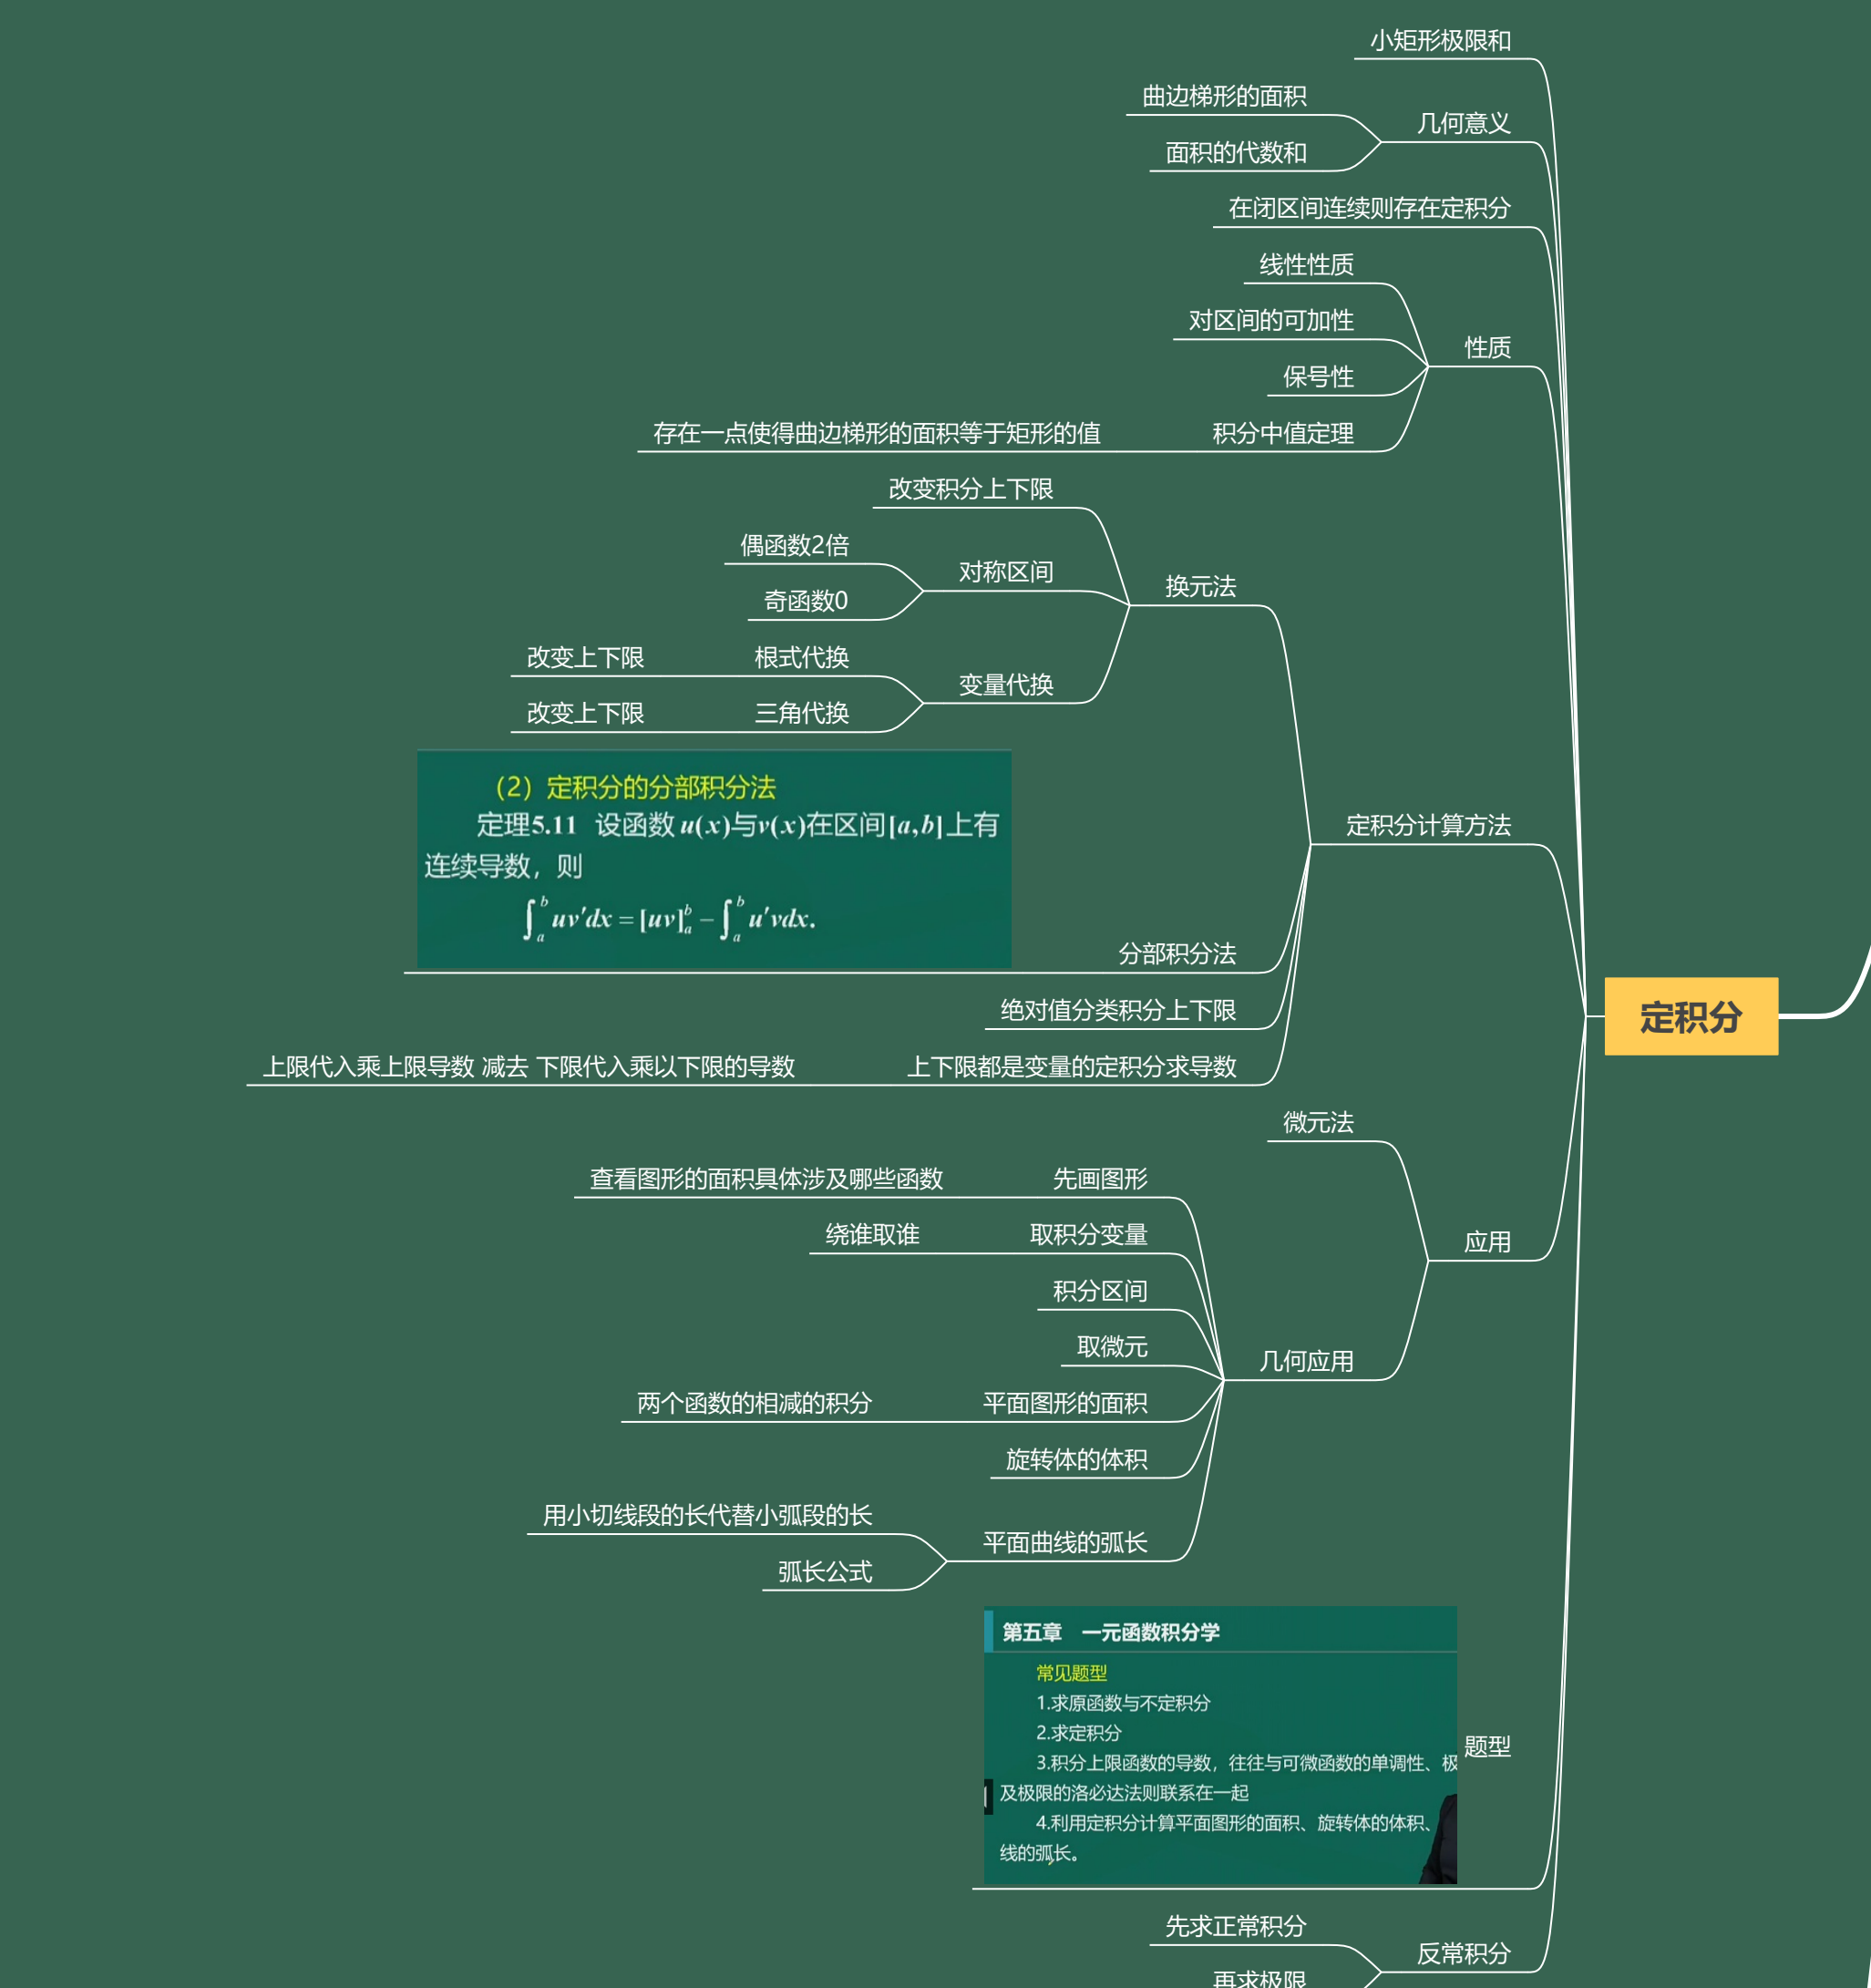 小矩形极限和
曲边梯形的面积
几何意义
面积的代数和
在闭区间连续则存在定积分
线性性质
对区间的可加性
性质
保号性
存在一点使得曲边梯形的面积等于矩形的值
积分中值定理
改变积分上下限
偶函数2倍
对称区间
换元法
奇函数0
改变上下限
根式代换
变量代换
改变上下限
三角代换
(2)定积分的分部积分法
定理5.11 设函数u(x)与v(x)在区间[a,b]上有
连续导数，则
∫_a^b uv'dx = [uv]_a^b − ∫_a^b u'vdx.
定积分计算方法
分部积分法
绝对值分类积分上下限
定积分
上限代入乘上限导数 减去 下限代入乘以下限的导数
上下限都是变量的定积分求导数
微元法
查看图形的面积具体涉及哪些函数
先画图形
绕谁取谁
取积分变量
应用
积分区间
取微元
几何应用
两个函数的相减的积分
平面图形的面积
旋转体的体积
用小切线段的长代替小弧段的长
平面曲线的弧长
弧长公式
第五章 一元函数积分学
常见题型
1.求原函数与不定积分
2.求定积分
3.积分上限函数的导数，往往与可微函数的单调性、极
及极限的洛必达法则联系在一起
4.利用定积分计算平面图形的面积、旋转体的体积、
线的弧长。
题型
先求正常积分
反常积分
再求极限